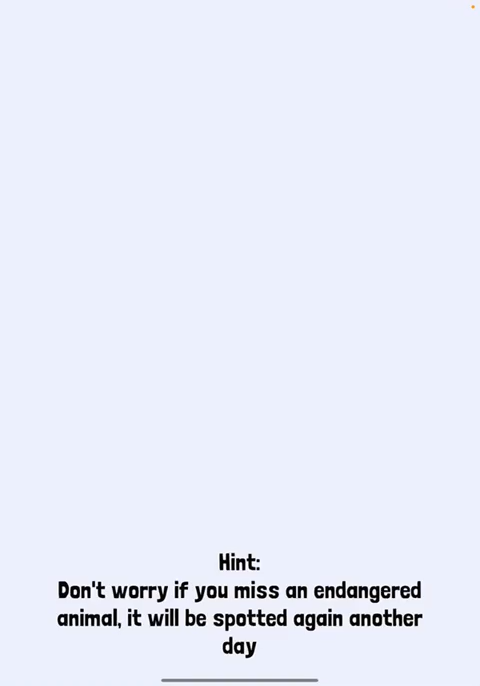 Hint:
Don't worry if you miss an endangered
animal, it will be spotted again another
day